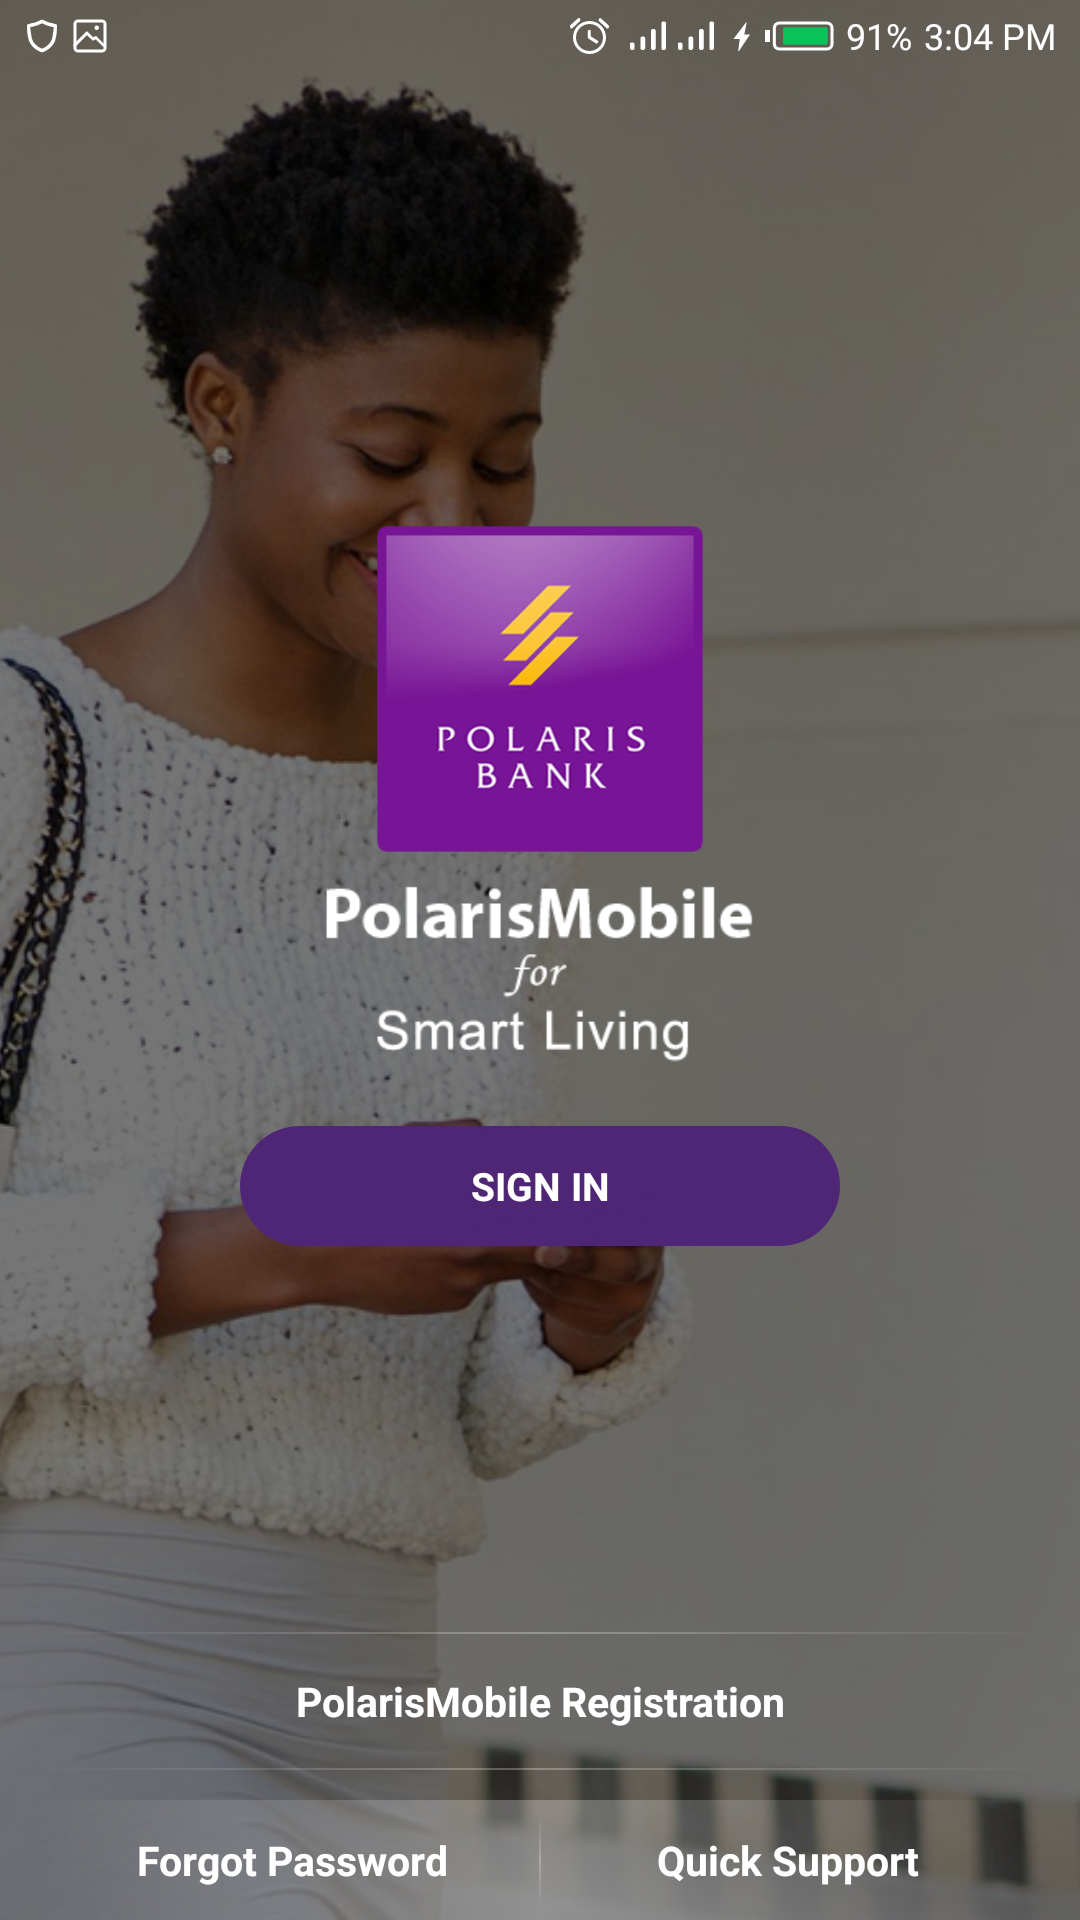 91% 3:04 PM
POLARIS
BANK
PolarisMobile
for
Smart Living
SIGN IN
PolarisMobile Registration
Forgot Password
Quick Support